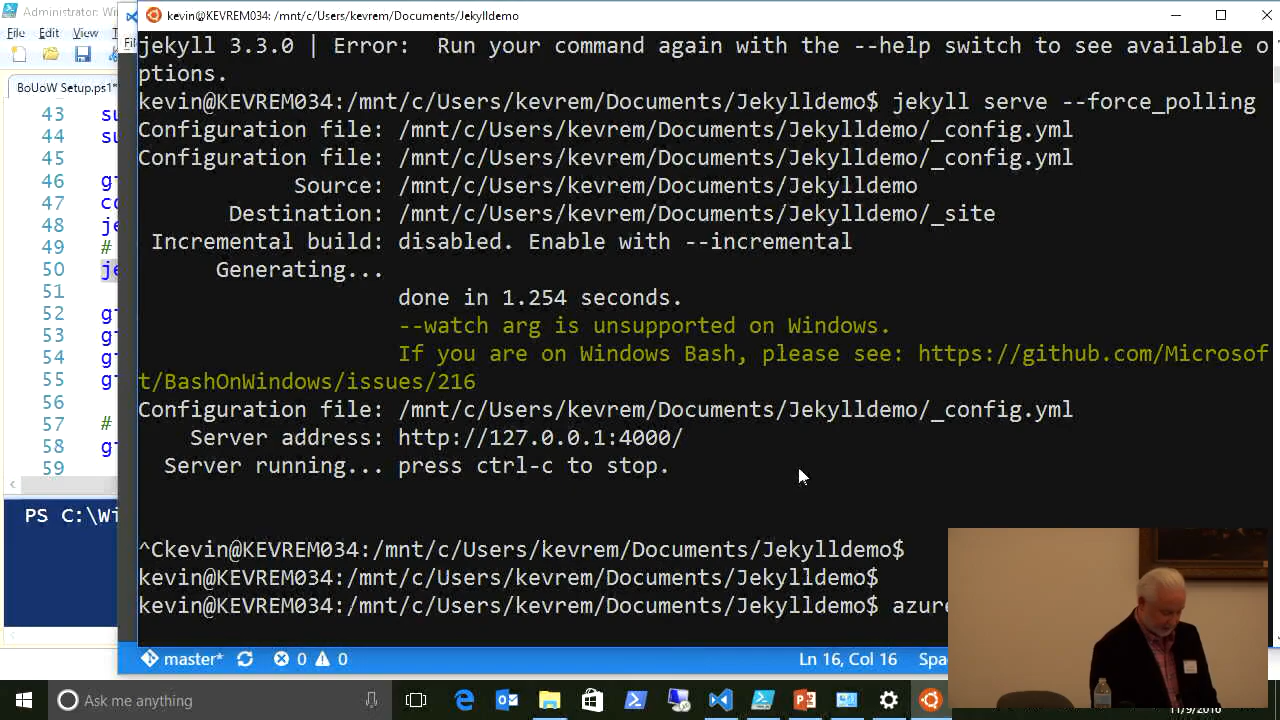 Administrator: Wi
kevin@KEVREM034: /mnt/c/Users/kevrem/Documents/Jekylldemo
File Edit View
BoUoW Setup.ps1*
43 su
44 su
45
46
47
48 je
49 #
50 je
51
52
53
54
55
56
57 #
58
59
PS C:\Wi
jekyll 3.3.0 | Error:  Run your command again with the --help switch to see available o
ptions.
kevin@KEVREM034:/mnt/c/Users/kevrem/Documents/Jekylldemo$ jekyll serve --force_polling
Configuration file: /mnt/c/Users/kevrem/Documents/Jekylldemo/_config.yml
Configuration file: /mnt/c/Users/kevrem/Documents/Jekylldemo/_config.yml
Source: /mnt/c/Users/kevrem/Documents/Jekylldemo
Destination: /mnt/c/Users/kevrem/Documents/Jekylldemo/_site
Incremental build: disabled. Enable with --incremental
Generating...
done in 1.254 seconds.
--watch arg is unsupported on Windows.
If you are on Windows Bash, please see: https://github.com/Microsof
t/BashOnWindows/issues/216
Configuration file: /mnt/c/Users/kevrem/Documents/Jekylldemo/_config.yml
Server address: http://127.0.0.1:4000/
Server running... press ctrl-c to stop.
^Ckevin@KEVREM034:/mnt/c/Users/kevrem/Documents/Jekylldemo$
kevin@KEVREM034:/mnt/c/Users/kevrem/Documents/Jekylldemo$
kevin@KEVREM034:/mnt/c/Users/kevrem/Documents/Jekylldemo$ azure
master* 0 0 Ln 16, Col 16 Spa
Ask me anything
11/9/2016